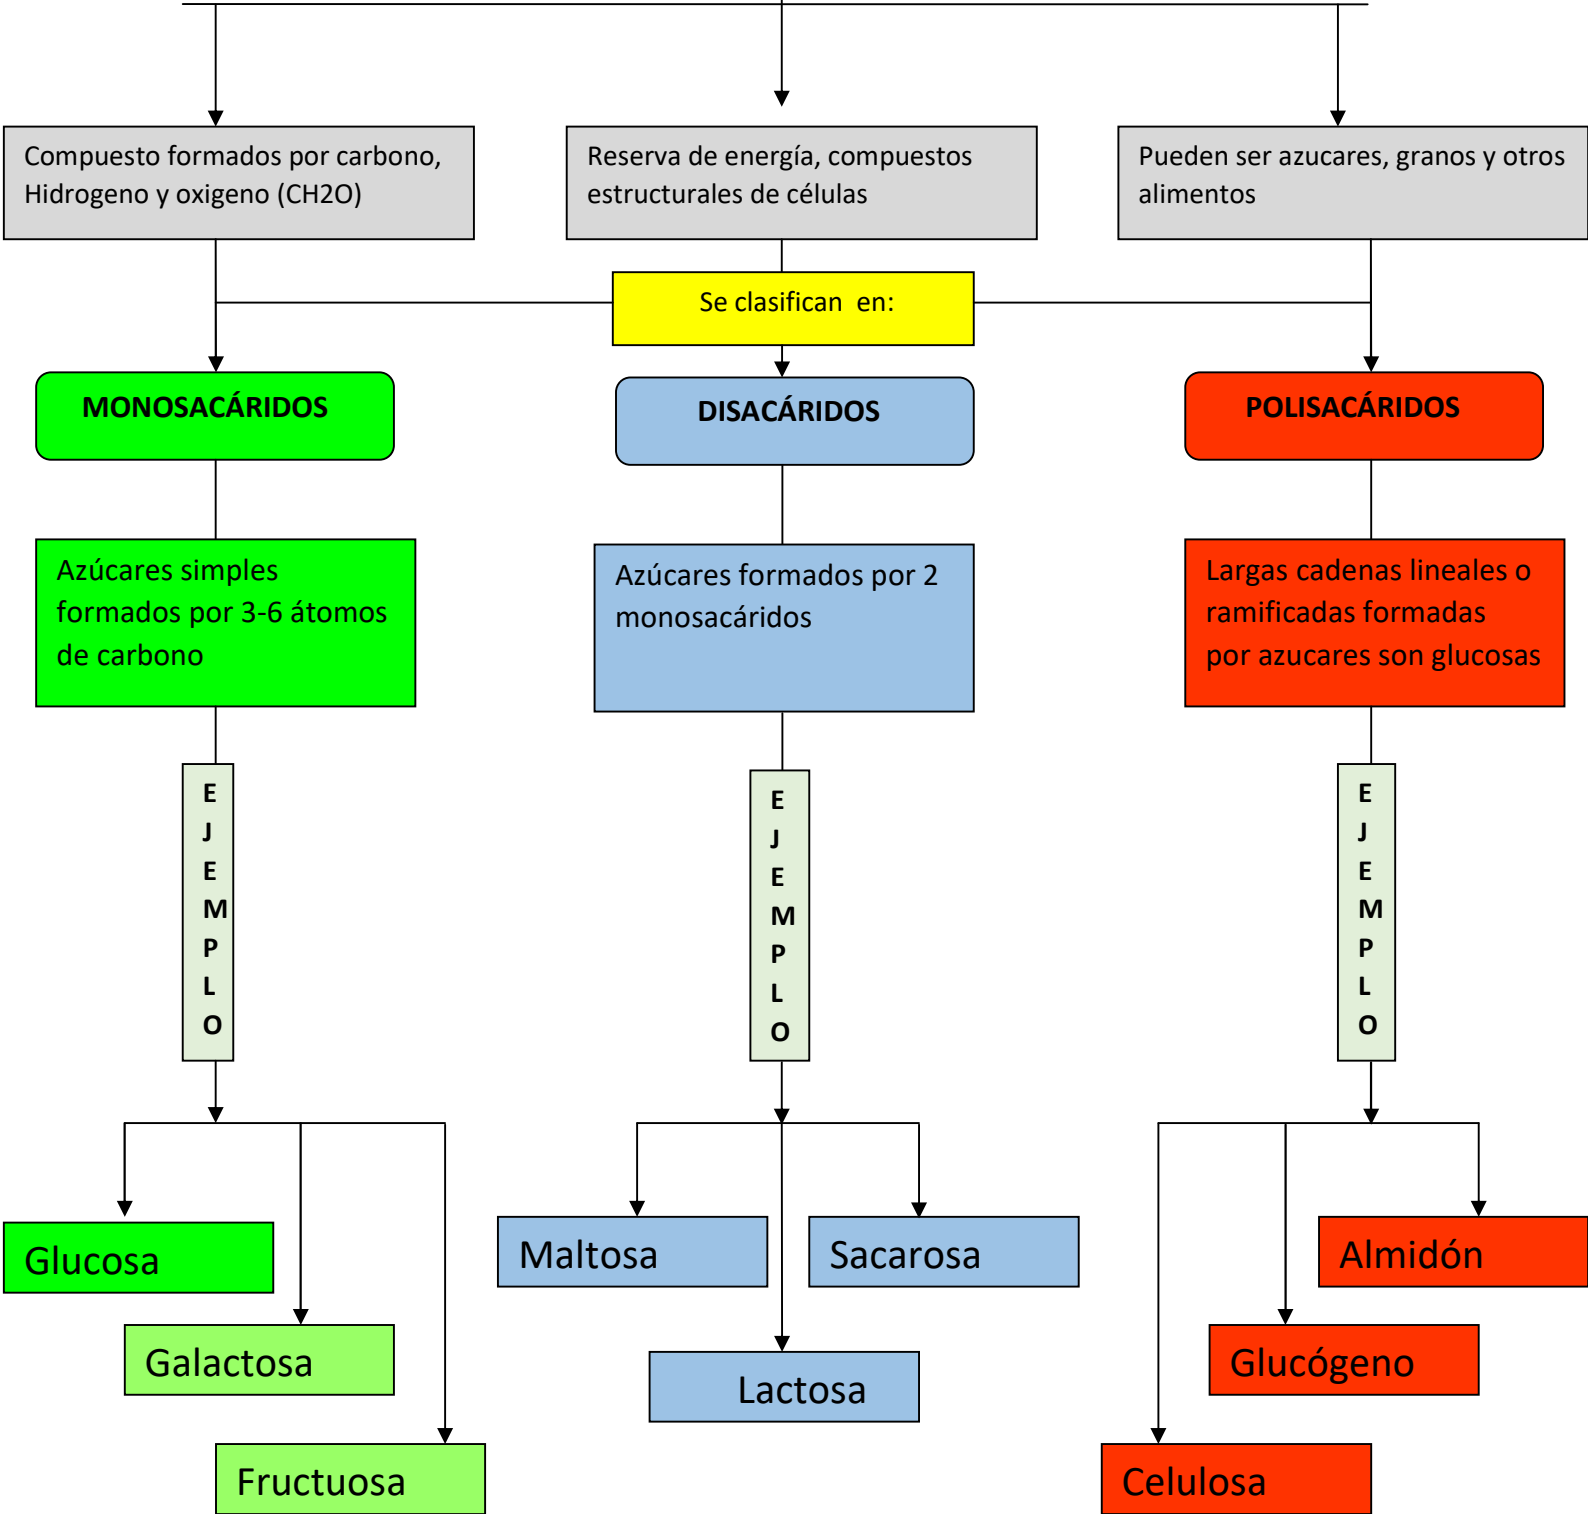 Compuesto formados por carbono,
Hidrogeno y oxigeno (CH2O)
Reserva de energía, compuestos
estructurales de células
Pueden ser azucares, granos y otros
alimentos
Se clasifican  en:
MONOSACÁRIDOS
DISACÁRIDOS
POLISACÁRIDOS
Azúcares simples
formados por 3-6 átomos
de carbono
Azúcares formados por 2
monosacáridos
Largas cadenas lineales o
ramificadas formadas
por azucares son glucosas
E
J
E
M
P
L
O
E
J
E
M
P
L
O
E
J
E
M
P
L
O
Glucosa
Galactosa
Fructuosa
Maltosa
Sacarosa
Lactosa
Almidón
Glucógeno
Celulosa